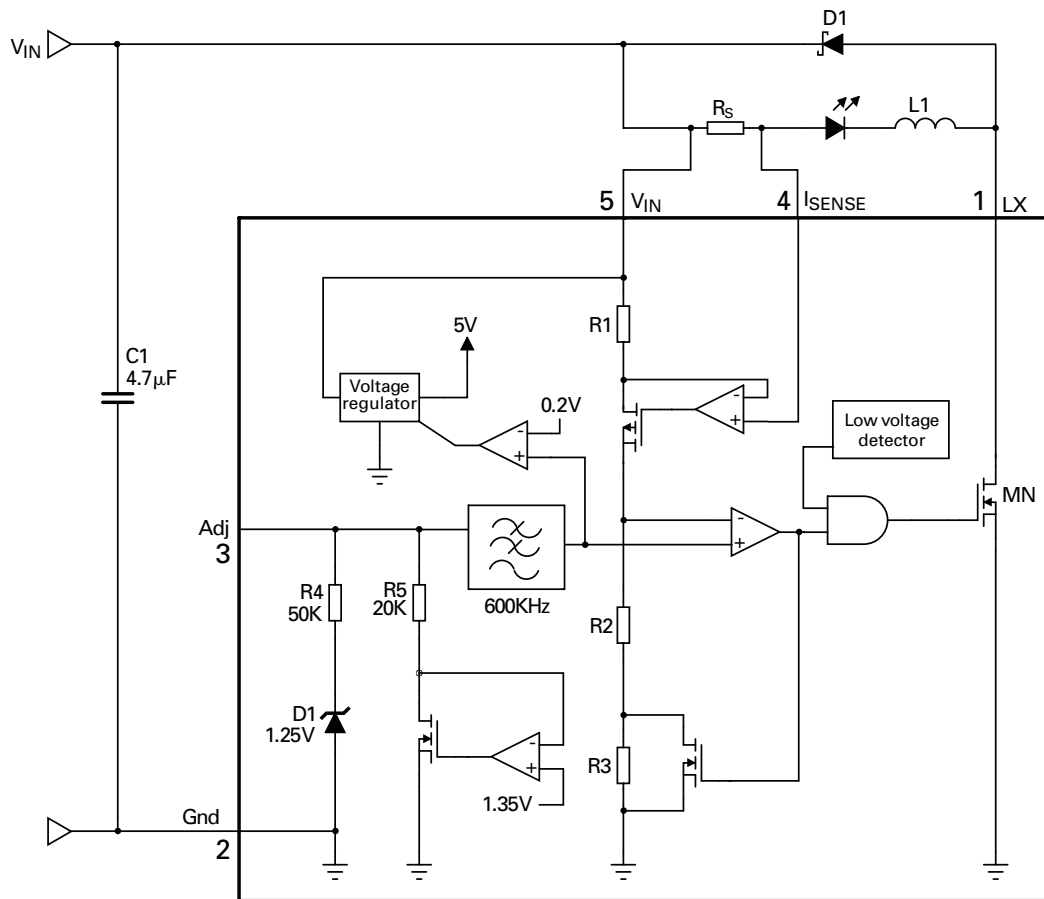 D1
VIN
RS
L1
5 VIN
4 ISENSE
1 LX
R1
5V
C1
4.7μF
Voltage
regulator
0.2V
-
+
-
+
Low voltage
detector
MN
Adj
3
-
+
R4
50K
R5
20K
600KHz
R2
D1
1.25V
-
+
R3
1.35V
Gnd
2